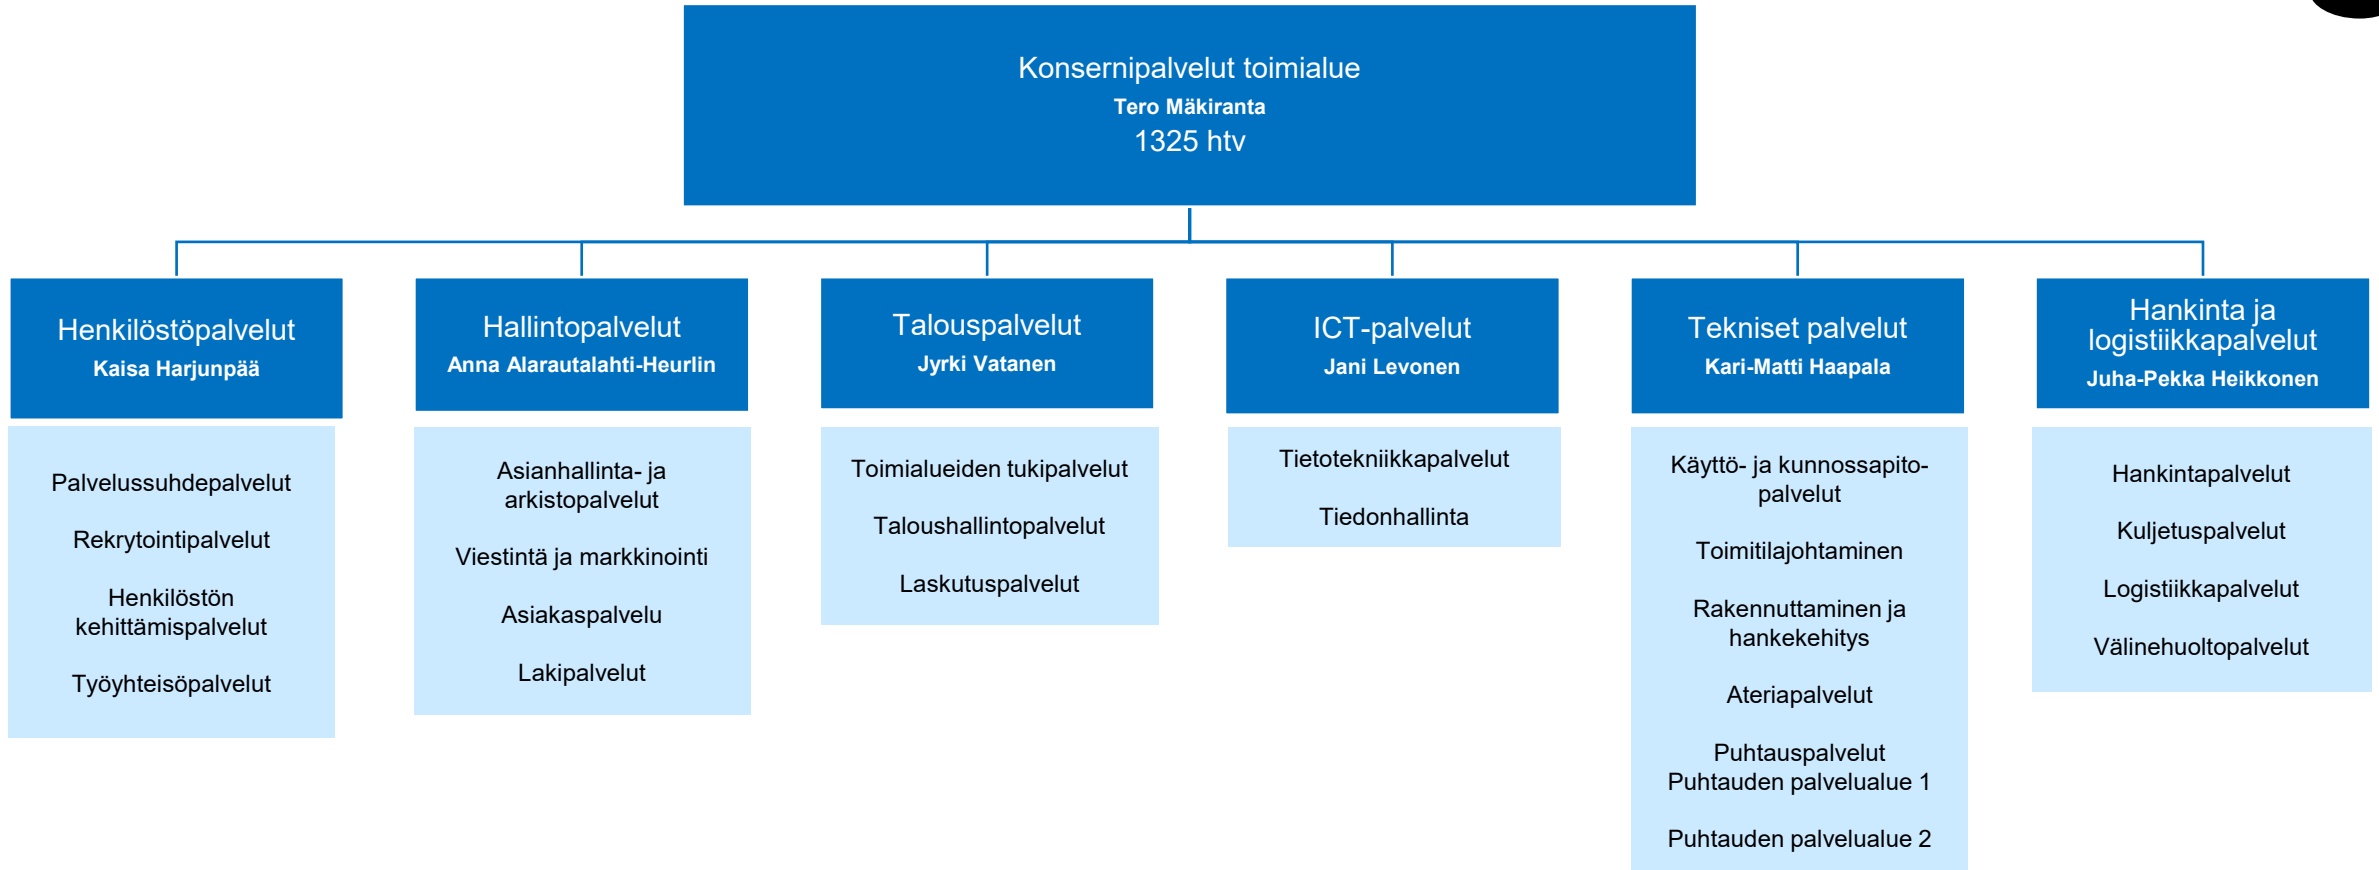 Konsernipalvelut toimialue
Tero Mäkiranta
1325 htv
Henkilöstöpalvelut
Kaisa Harjunpää
Palvelussuhdepalvelut
Rekrytointipalvelut
Henkilöstön
kehittämispalvelut
Työyhteisöpalvelut
Hallintopalvelut
Anna Alarautalahti-Heurlin
Asianhallinta- ja
arkistopalvelut
Viestintä ja markkinointi
Asiakaspalvelu
Lakipalvelut
Talouspalvelut
Jyrki Vatanen
Toimialueiden tukipalvelut
Taloushallintopalvelut
Laskutuspalvelut
ICT-palvelut
Jani Levonen
Tietotekniikkapalvelut
Tiedonhallinta
Tekniset palvelut
Kari-Matti Haapala
Käyttö- ja kunnossapito-
palvelut
Toimitilajohtaminen
Rakennuttaminen ja
hankekehitys
Ateriapalvelut
Puhtauspalvelut
Puhtauden palvelualue 1
Puhtauden palvelualue 2
Hankinta ja
logistiikkapalvelut
Juha-Pekka Heikkonen
Hankintapalvelut
Kuljetuspalvelut
Logistiikkapalvelut
Välinehuoltopalvelut